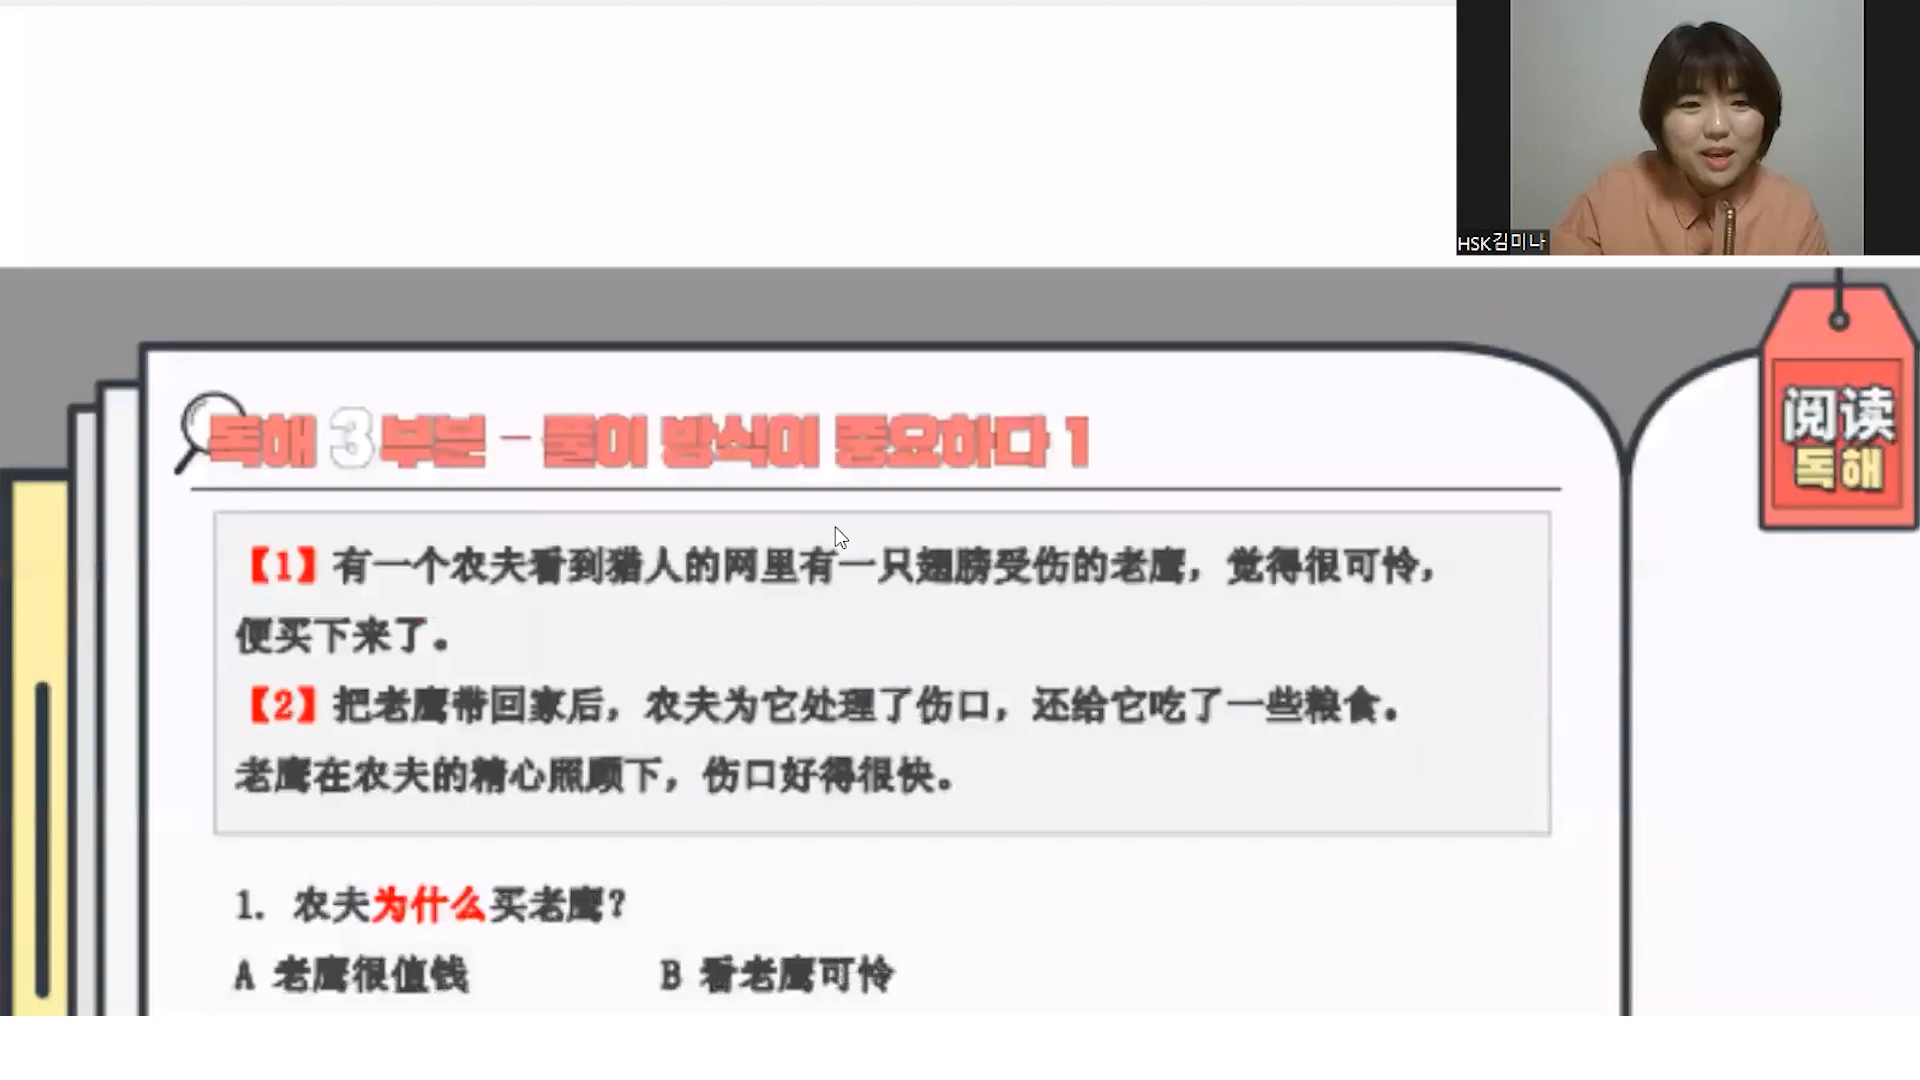 HSK김미나
阅读
독해
독해 3 부분 - 풀이 방식이 중요하다 1
【1】有一个农夫看到猎人的网里有一只翅膀受伤的老鹰，觉得很可怜，
便买下来了。
【2】把老鹰带回家后，农夫为它处理了伤口，还给它吃了一些粮食。
老鹰在农夫的精心照顾下，伤口好得很快。
1. 农夫为什么买老鹰？
A 老鹰很值钱 B 看老鹰可怜